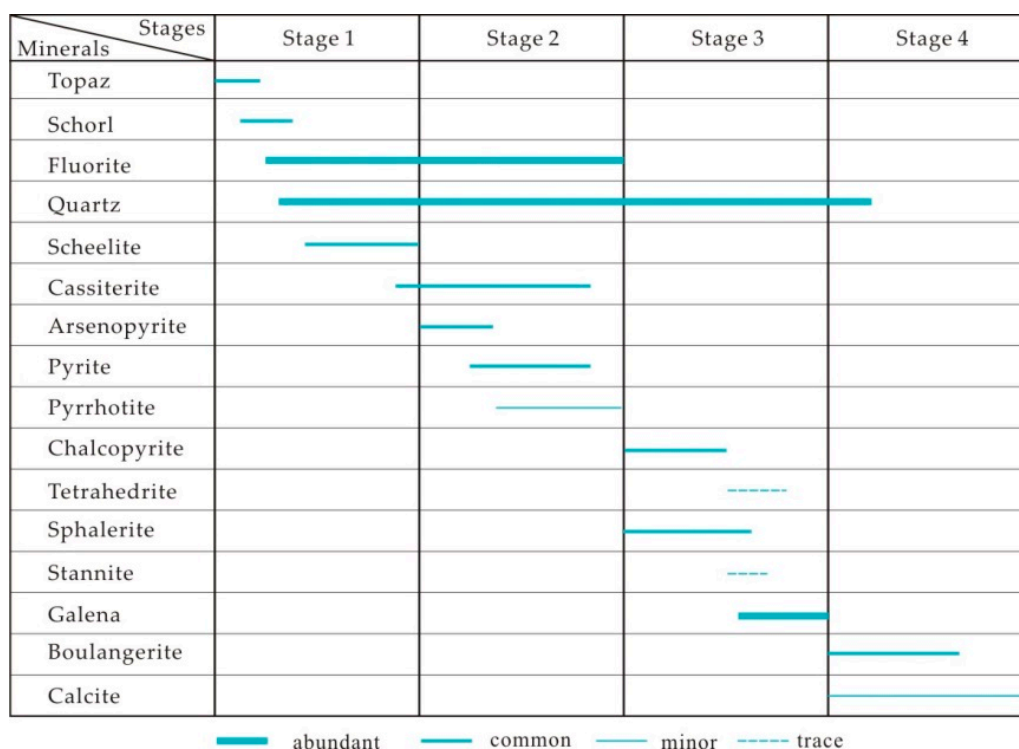 Stages
Minerals
Stage 1
Stage 2
Stage 3
Stage 4
Topaz
Schorl
Fluorite
Quartz
Scheelite
Cassiterite
Arsenopyrite
Pyrite
Pyrrhotite
Chalcopyrite
Tetrahedrite
Sphalerite
Stannite
Galena
Boulangerite
Calcite
abundant common minor trace